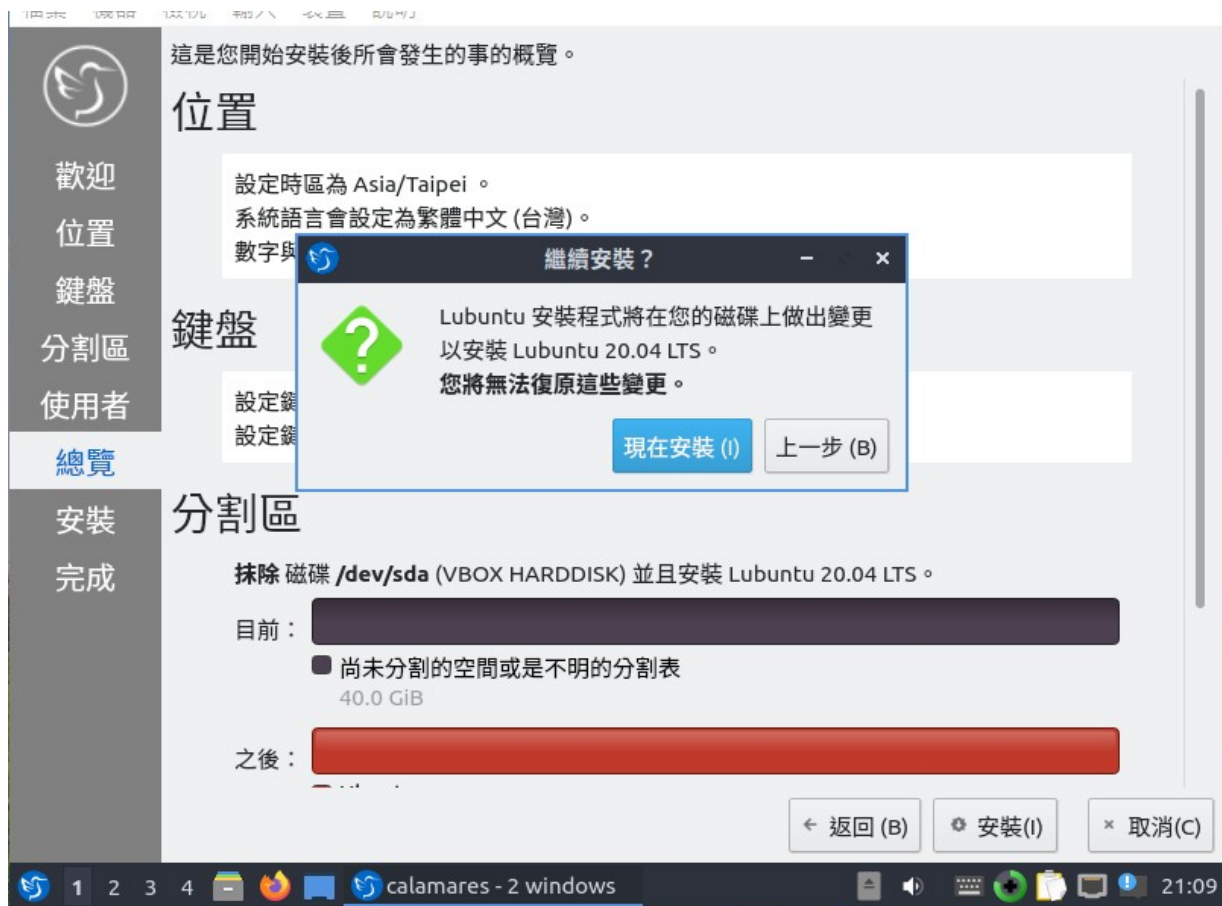 這是您開始安裝後所會發生的事的概覽。
位置
歡迎
位置
鍵盤
分割區
使用者
總覽
安裝
完成
設定時區為 Asia/Taipei 。
系統語言會設定為繁體中文 (台灣)。
數字與
繼續安裝？
Lubuntu 安裝程式將在您的磁碟上做出變更
以安裝 Lubuntu 20.04 LTS。
您將無法復原這些變更。
現在安裝 (I)
上一步 (B)
鍵盤
設定鍵
設定鍵
分割區
抹除 磁碟 /dev/sda (VBOX HARDDISK) 並且安裝 Lubuntu 20.04 LTS。
目前：
尚未分割的空間或是不明的分割表
40.0 GiB
之後：
返回 (B)
安裝(I)
取消(C)
1 2 3 4
calamares - 2 windows
21:09